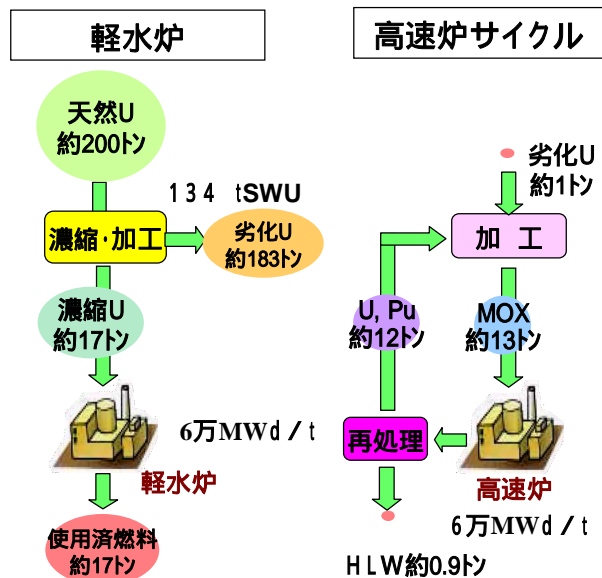 軽水炉
天然U
約200トン
134 tSWU
濃縮・加工
劣化U
約183トン
濃縮U
約17トン
6万MWd/t
軽水炉
使用済燃料
約17トン
高速炉サイクル
劣化U
約1トン
加工
U, Pu
約12トン
MOX
約13トン
再処理
高速炉
6万MWd/t
HLW約0.9トン